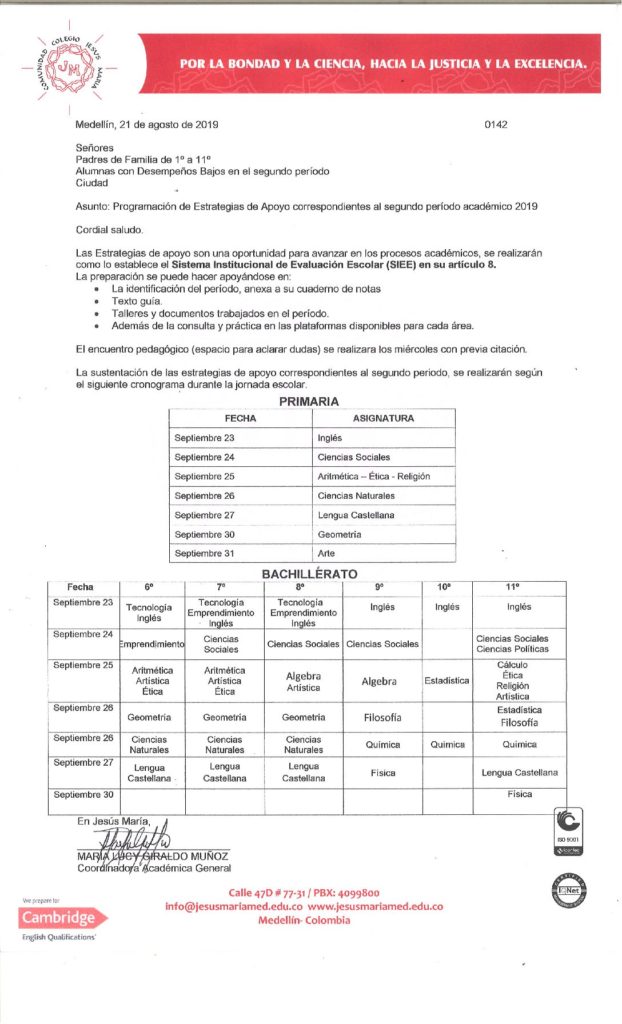 COMUNIDAD COLEGIO JESUS MARIA
JM
POR LA BONDAD Y LA CIENCIA, HACIA LA JUSTICIA Y LA EXCELENCIA.
Medellín, 21 de agosto de 2019 0142
Señores
Padres de Familia de 1º a 11º
Alumnas con Desempeños Bajos en el segundo período
Ciudad
Asunto: Programación de Estrategias de Apoyo correspondientes al segundo período académico 2019
Cordial saludo.
Las Estrategias de apoyo son una oportunidad para avanzar en los procesos académicos, se realizarán
como lo establece el Sistema Institucional de Evaluación Escolar (SIEE) en su artículo 8.
La preparación se puede hacer apoyándose en:
• La identificación del período, anexa a su cuaderno de notas
• Texto guía.
• Talleres y documentos trabajados en el período.
• Además de la consulta y práctica en las plataformas disponibles para cada área.
El encuentro pedagógico (espacio para aclarar dudas) se realizara los miércoles con previa citación.
La sustentación de las estrategias de apoyo correspondientes al segundo periodo, se realizarán según
el siguiente cronograma durante la jornada escolar.
PRIMARIA
FECHA ASIGNATURA
Septiembre 23 Inglés
Septiembre 24 Ciencias Sociales
Septiembre 25 Aritmética – Ética - Religión
Septiembre 26 Ciencias Naturales
Septiembre 27 Lengua Castellana
Septiembre 30 Geometría
Septiembre 31 Arte
BACHILLÉRATO
Fecha 6º 7º 8º 9º 10º 11º
Septiembre 23 Tecnología Tecnología Tecnología Inglés Inglés Inglés
Inglés Emprendimiento Emprendimiento
Inglés Inglés
Septiembre 24 Emprendimiento Ciencias Ciencias Sociales Ciencias Sociales Ciencias Sociales
Sociales Ciencias Políticas
Septiembre 25 Aritmética Aritmética Algebra Algebra Estadística Cálculo
Artística Artística Artística Ética
Ética Ética Religión
Artistica
Septiembre 26 Geometría Geometría Geometría Filosofía Estadística
Filosofía
Septiembre 26 Ciencias Ciencias Ciencias Química Química Química
Naturales Naturales Naturales
Septiembre 27 Lengua Lengua Lengua Física Lengua Castellana
Castellana Castellana Castellana
Septiembre 30 Física
En Jesús María,
MARÍA LUCY GIRALDO MUÑOZ
Coordinadora Académica General
ISO 9001
icontec
Calle 47D # 77-31 / PBX: 4099800
info@jesusmariamed.edu.co www.jesusmariamed.edu.co
Medellín- Colombia
IQNet
We prepare for
Cambridge
English Qualifications